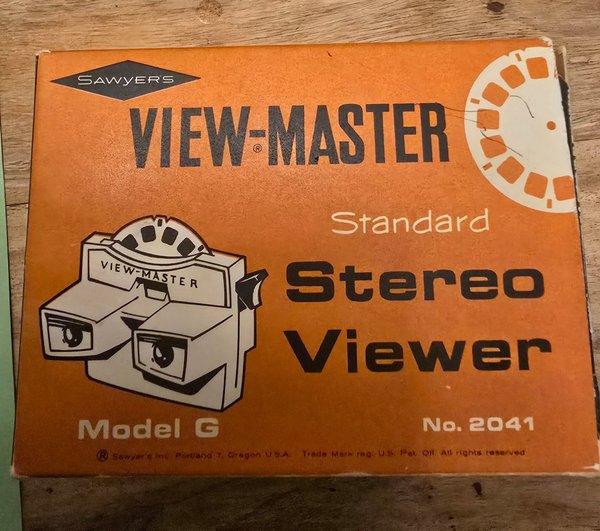 SAWYER'S
VIEW-MASTER
®
Standard
Stereo
Viewer
VIEW-MASTER
Model G
No. 2041
® Sawyer's Inc. Portland 7, Oregon U.S.A. Trade Mark reg. U.S. Pat. Off. All rights reserved